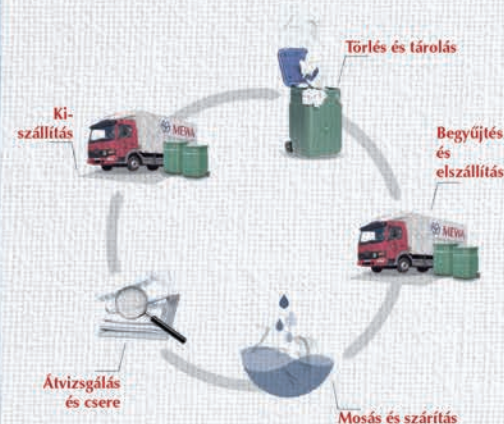 Törlés és tárolás
Ki-
szállítás
MEWA
Begyűjtés
és
elszállítás
MEWA
Átvizsgálás
és csere
Mosás és szárítás